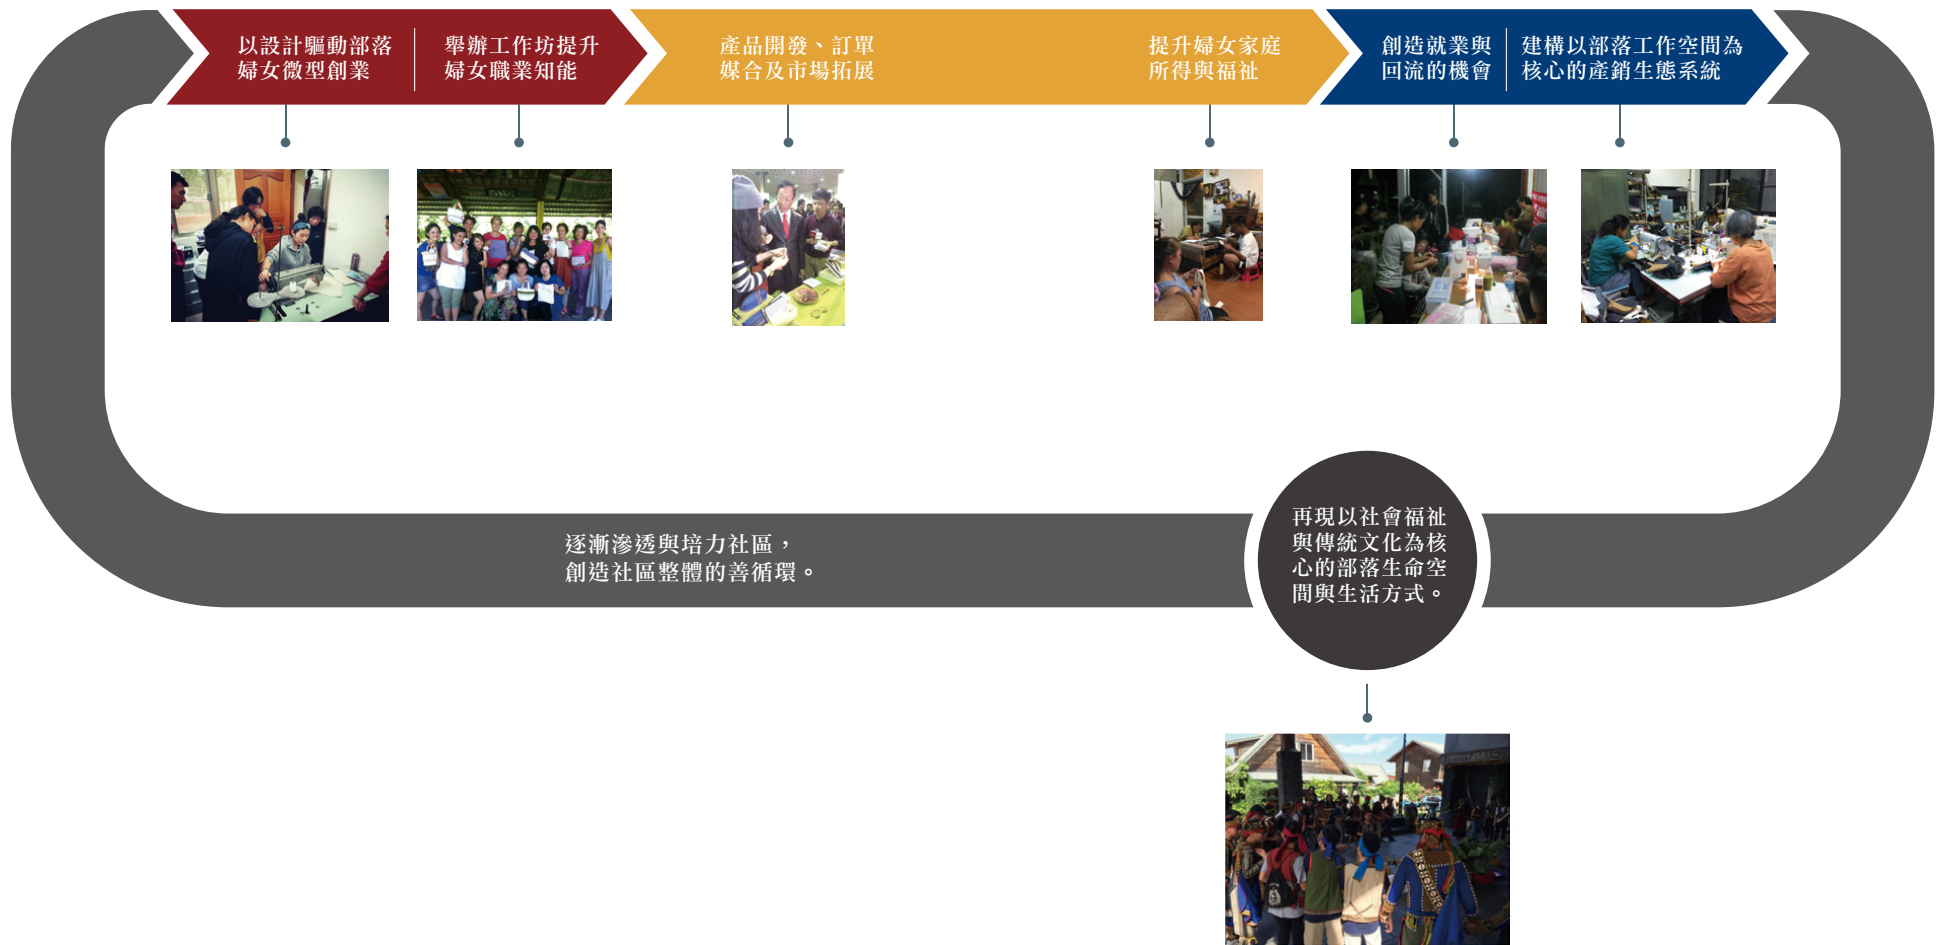 以設計驅動部落
婦女微型創業
舉辦工作坊提升
婦女職業知能
產品開發、訂單
媒合及市場拓展
提升婦女家庭
所得與福祉
創造就業與
回流的機會
建構以部落工作空間為
核心的產銷生態系統
逐漸滲透與培力社區，
創造社區整體的善循環。
再現以社會福祉
與傳統文化為核
心的部落生命空
間與生活方式。